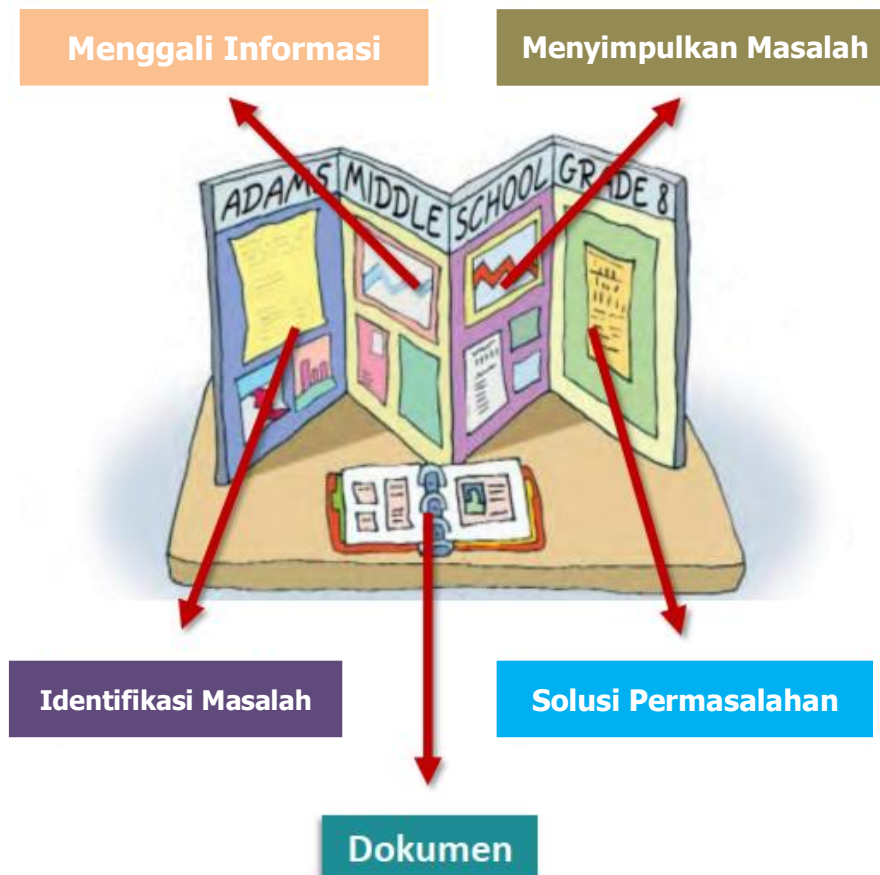 Menggali Informasi
Menyimpulkan Masalah
ADAMS MIDDLE SCHOOL GRADE 8
Identifikasi Masalah
Solusi Permasalahan
Dokumen